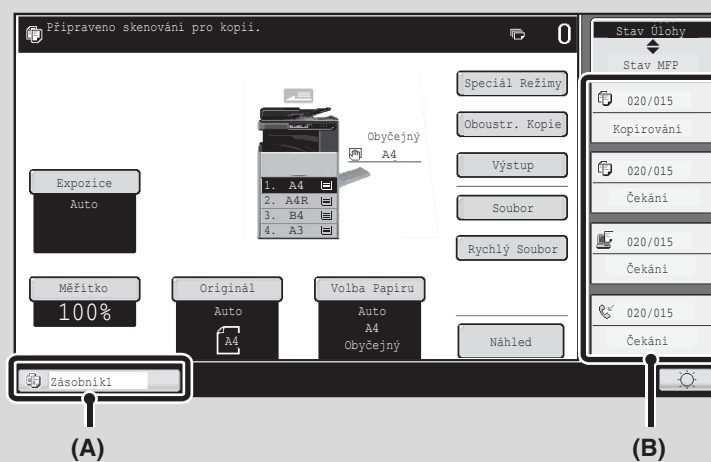 Připraveno skenování pro kopii.
0
Stav Úlohy
Stav MFP
Speciál Režimy
020/015
Kopírování
Oboustr. Kopie
Obyčejný
A4
Výstup
020/015
Čekání
Expozice
Auto
1. A4
2. A4R
3. B4
4. A3
Soubor
Rychlý Soubor
020/015
Čekání
Měřítko
100%
Originál
Auto
A4
Volba Papíru
Auto
A4
Obyčejný
Náhled
020/015
Čekání
Zásobník1
(A)
(B)